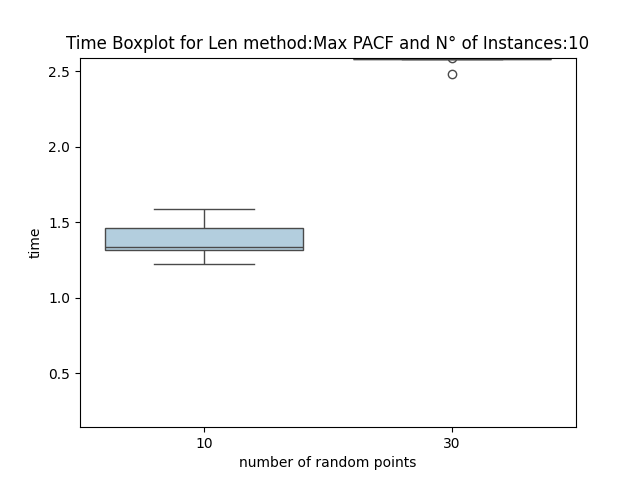 Time Boxplot for Len method:Max PACF and N° of Instances:10
2.5
2.0
1.5
1.0
0.5
time
10 30
number of random points